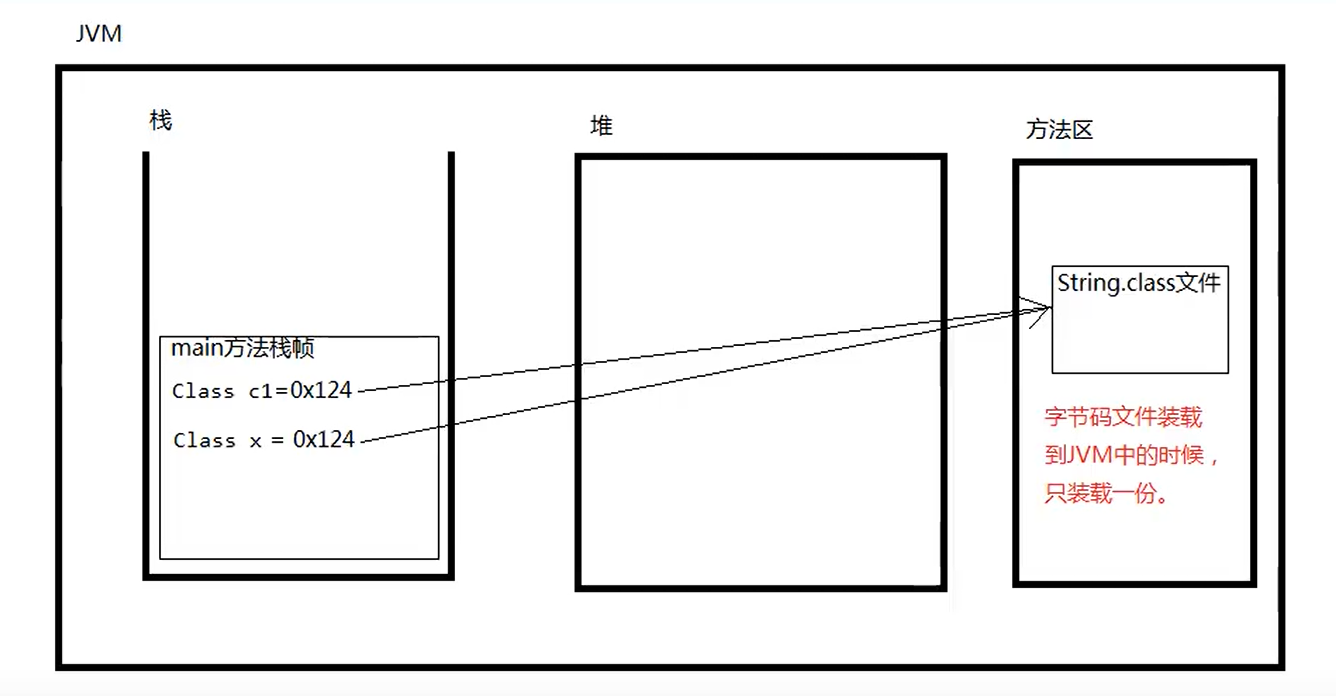 JVM
栈
堆
方法区
String.class文件
main方法栈帧
Class c1=0x124
Class x = 0x124
字节码文件装载
到JVM中的时候，
只装载一份。